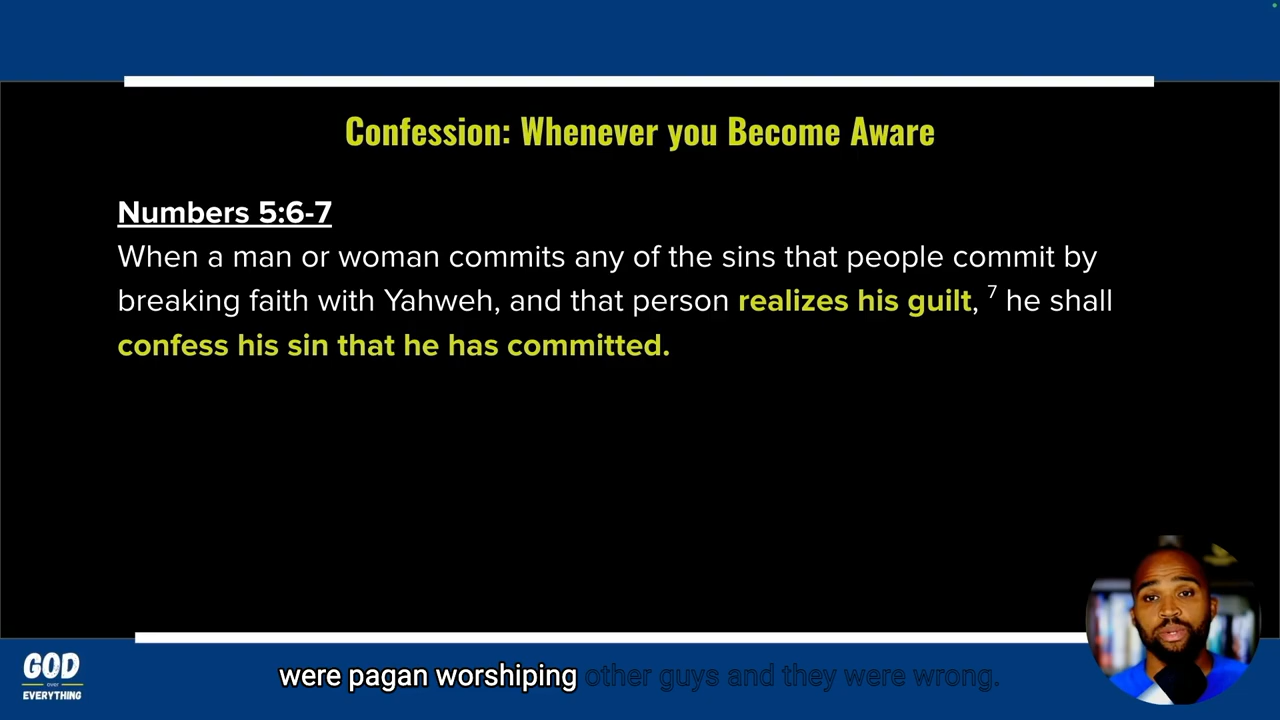 Confession: Whenever you Become Aware
Numbers 5:6-7
When a man or woman commits any of the sins that people commit by
breaking faith with Yahweh, and that person realizes his guilt, 7 he shall
confess his sin that he has committed.
GOD
over
EVERYTHING
were pagan worshiping other guys and they were wrong.